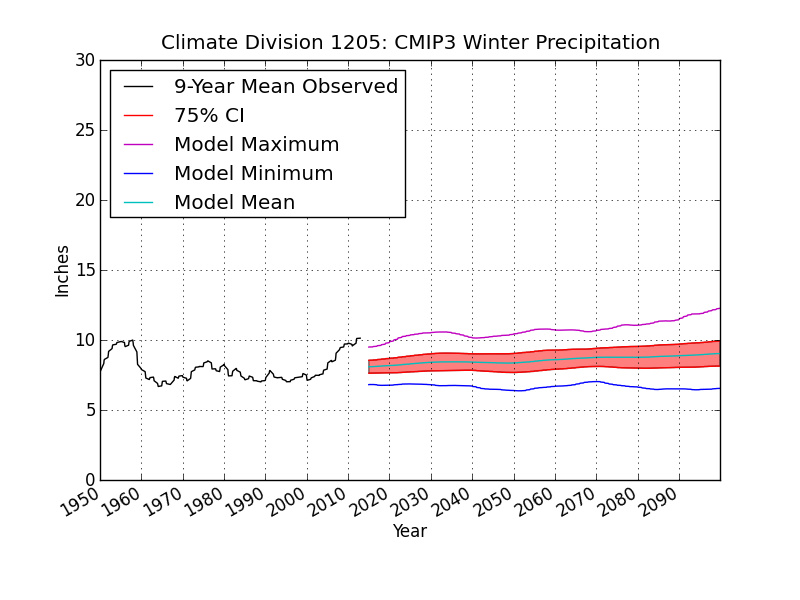 Climate Division 1205: CMIP3 Winter Precipitation
30
25
20
15
10
5
0
Inches
9-Year Mean Observed
75% CI
Model Maximum
Model Minimum
Model Mean
1950 1960 1970 1980 1990 2000 2010 2020 2030 2040 2050 2060 2070 2080 2090
Year